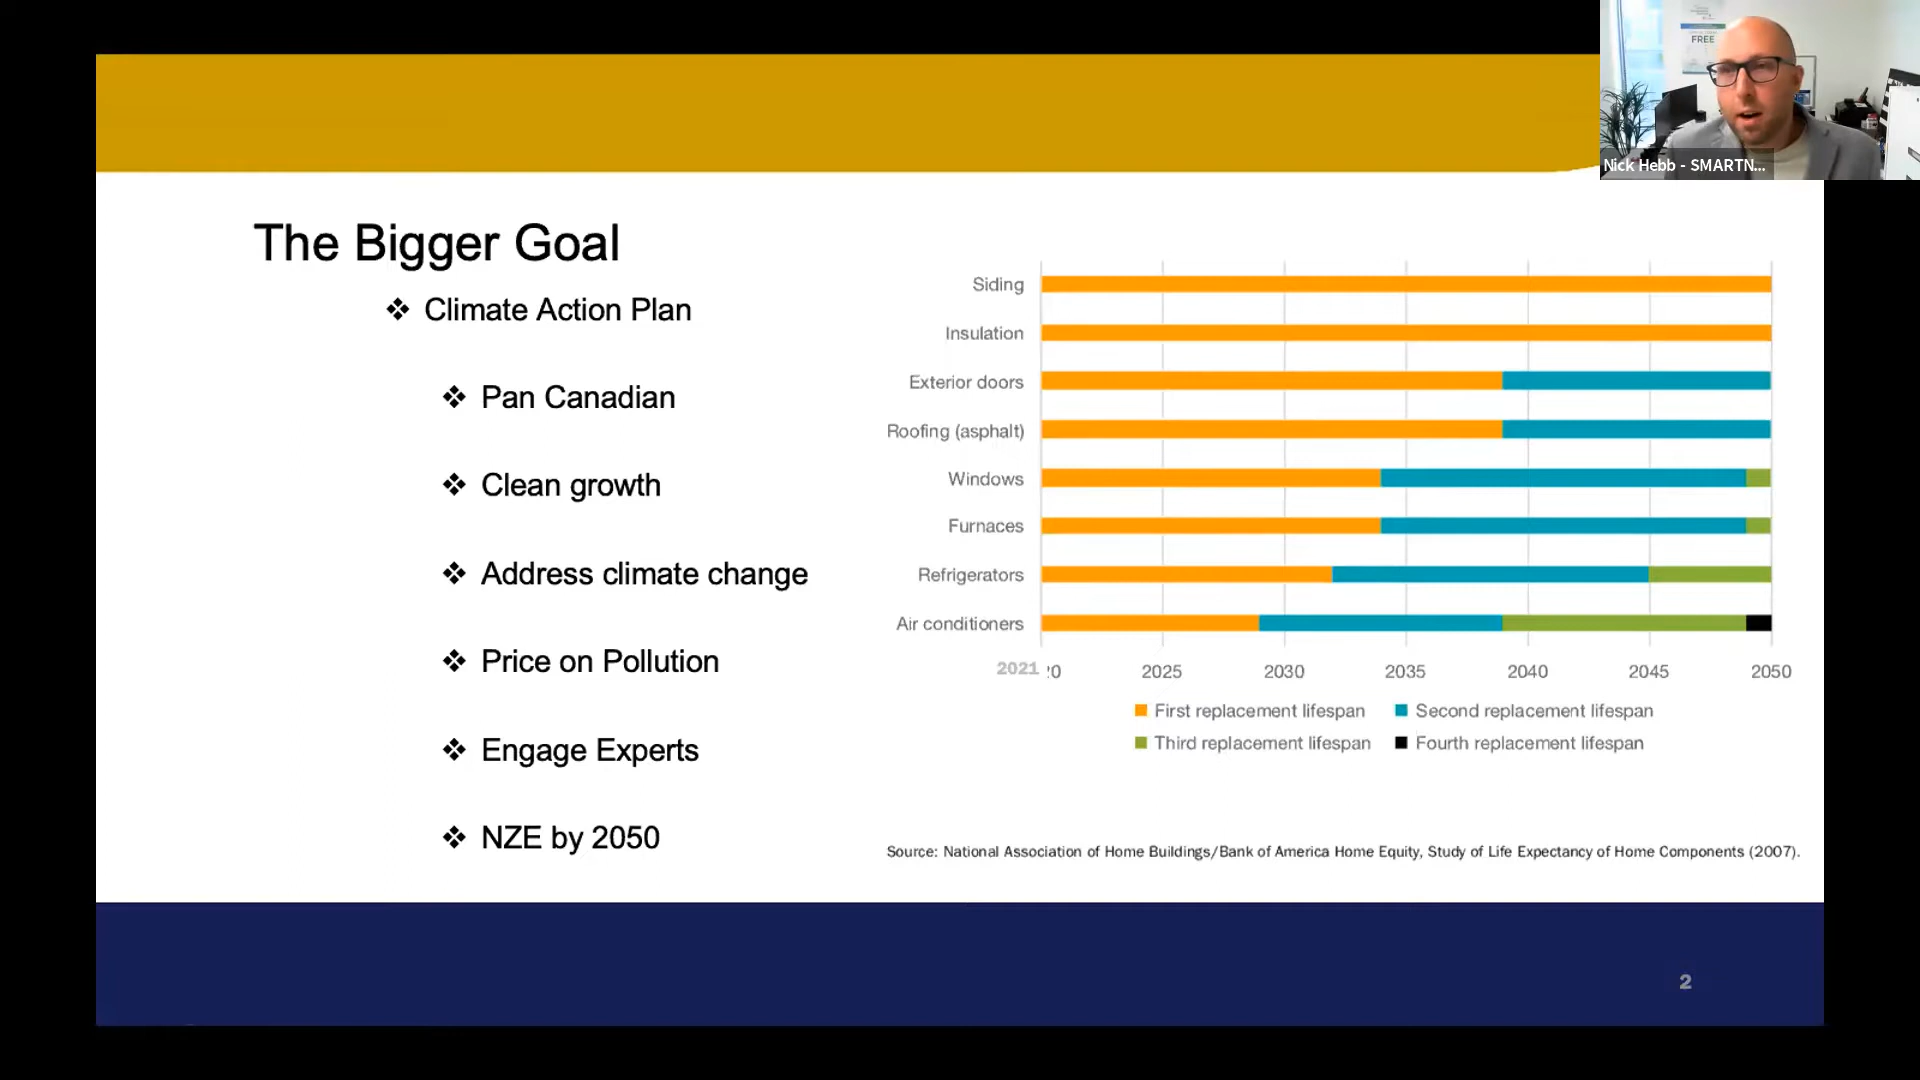 FREE
Nick Hebb - SMARTN...
The Bigger Goal
❖ Climate Action Plan
❖ Pan Canadian
❖ Clean growth
❖ Address climate change
❖ Price on Pollution
❖ Engage Experts
❖ NZE by 2050
Siding
Insulation
Exterior doors
Roofing (asphalt)
Windows
Furnaces
Refrigerators
Air conditioners
2021 20 2025 2030 2035 2040 2045 2050
First replacement lifespan Second replacement lifespan
Third replacement lifespan Fourth replacement lifespan
Source: National Association of Home Buildings/Bank of America Home Equity, Study of Life Expectancy of Home Components (2007).
2